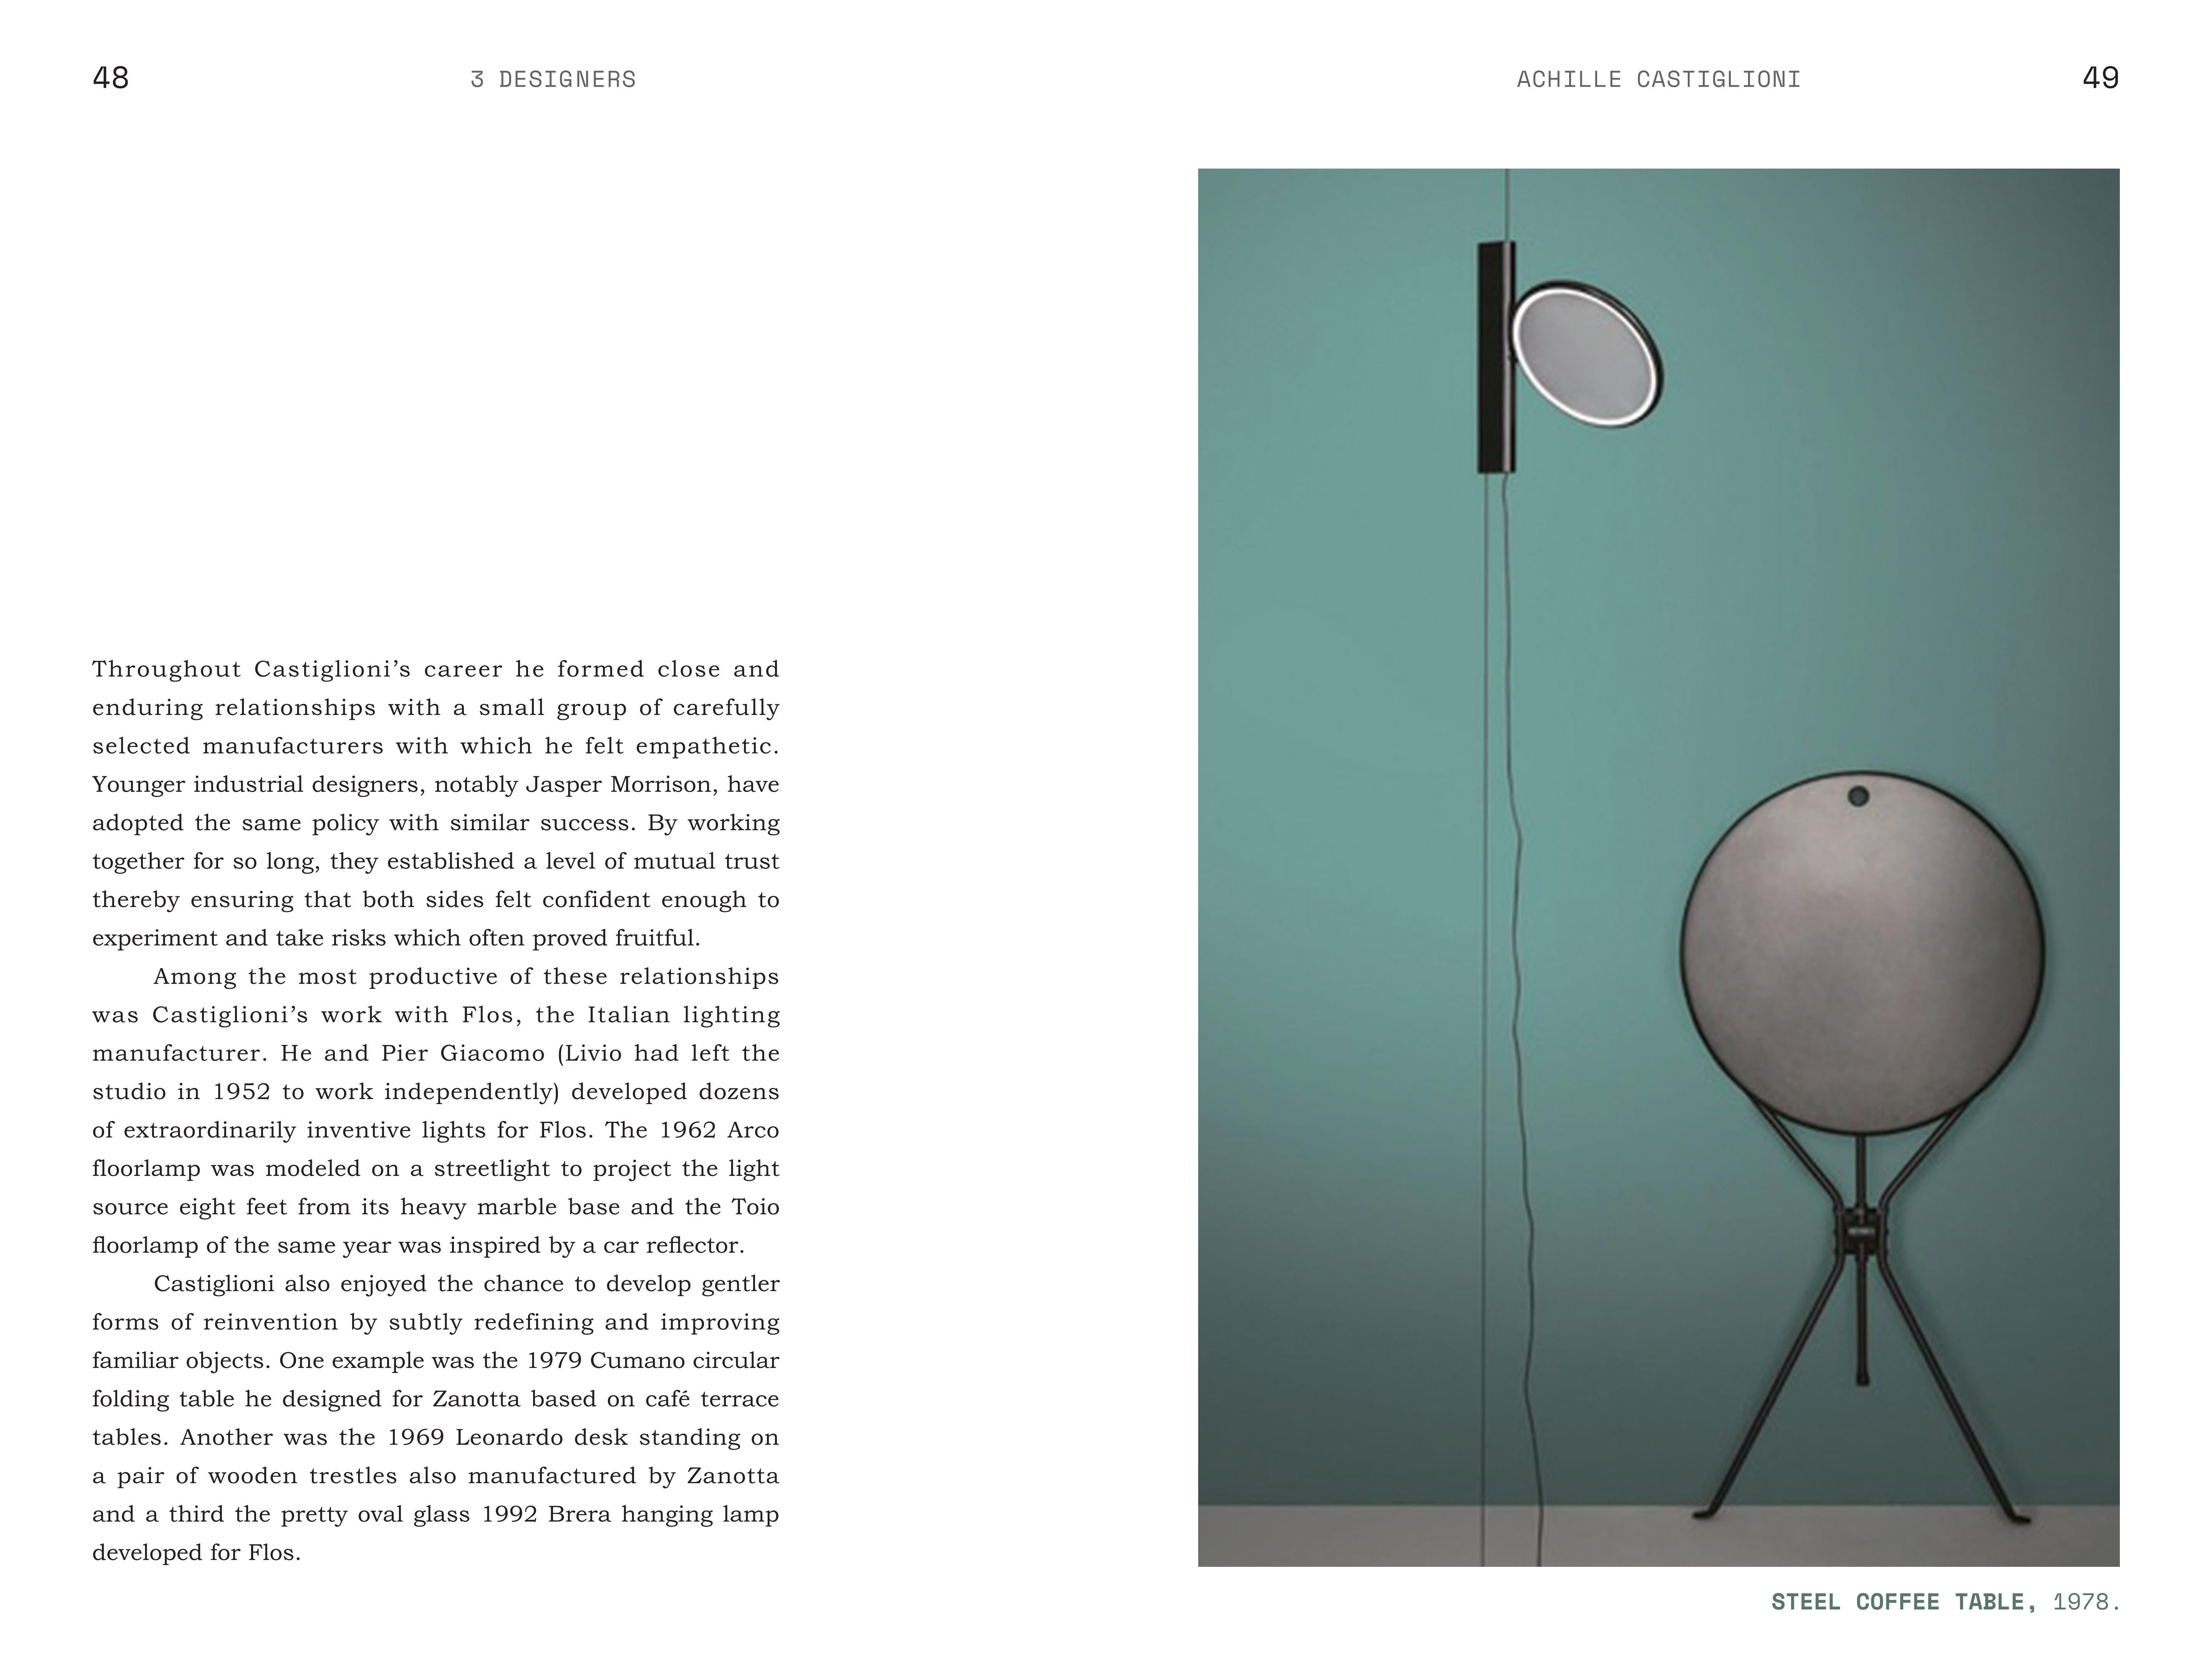 48
3 DESIGNERS
ACHILLE CASTIGLIONI
49
Throughout Castiglioni’s career he formed close and
enduring relationships with a small group of carefully
selected manufacturers with which he felt empathetic.
Younger industrial designers, notably Jasper Morrison, have
adopted the same policy with similar success. By working
together for so long, they established a level of mutual trust
thereby ensuring that both sides felt confident enough to
experiment and take risks which often proved fruitful.
Among the most productive of these relationships
was Castiglioni’s work with Flos, the Italian lighting
manufacturer. He and Pier Giacomo (Livio had left the
studio in 1952 to work independently) developed dozens
of extraordinarily inventive lights for Flos. The 1962 Arco
floorlamp was modeled on a streetlight to project the light
source eight feet from its heavy marble base and the Toio
floorlamp of the same year was inspired by a car reflector.
Castiglioni also enjoyed the chance to develop gentler
forms of reinvention by subtly redefining and improving
familiar objects. One example was the 1979 Cumano circular
folding table he designed for Zanotta based on café terrace
tables. Another was the 1969 Leonardo desk standing on
a pair of wooden trestles also manufactured by Zanotta
and a third the pretty oval glass 1992 Brera hanging lamp
developed for Flos.
STEEL COFFEE TABLE, 1978.